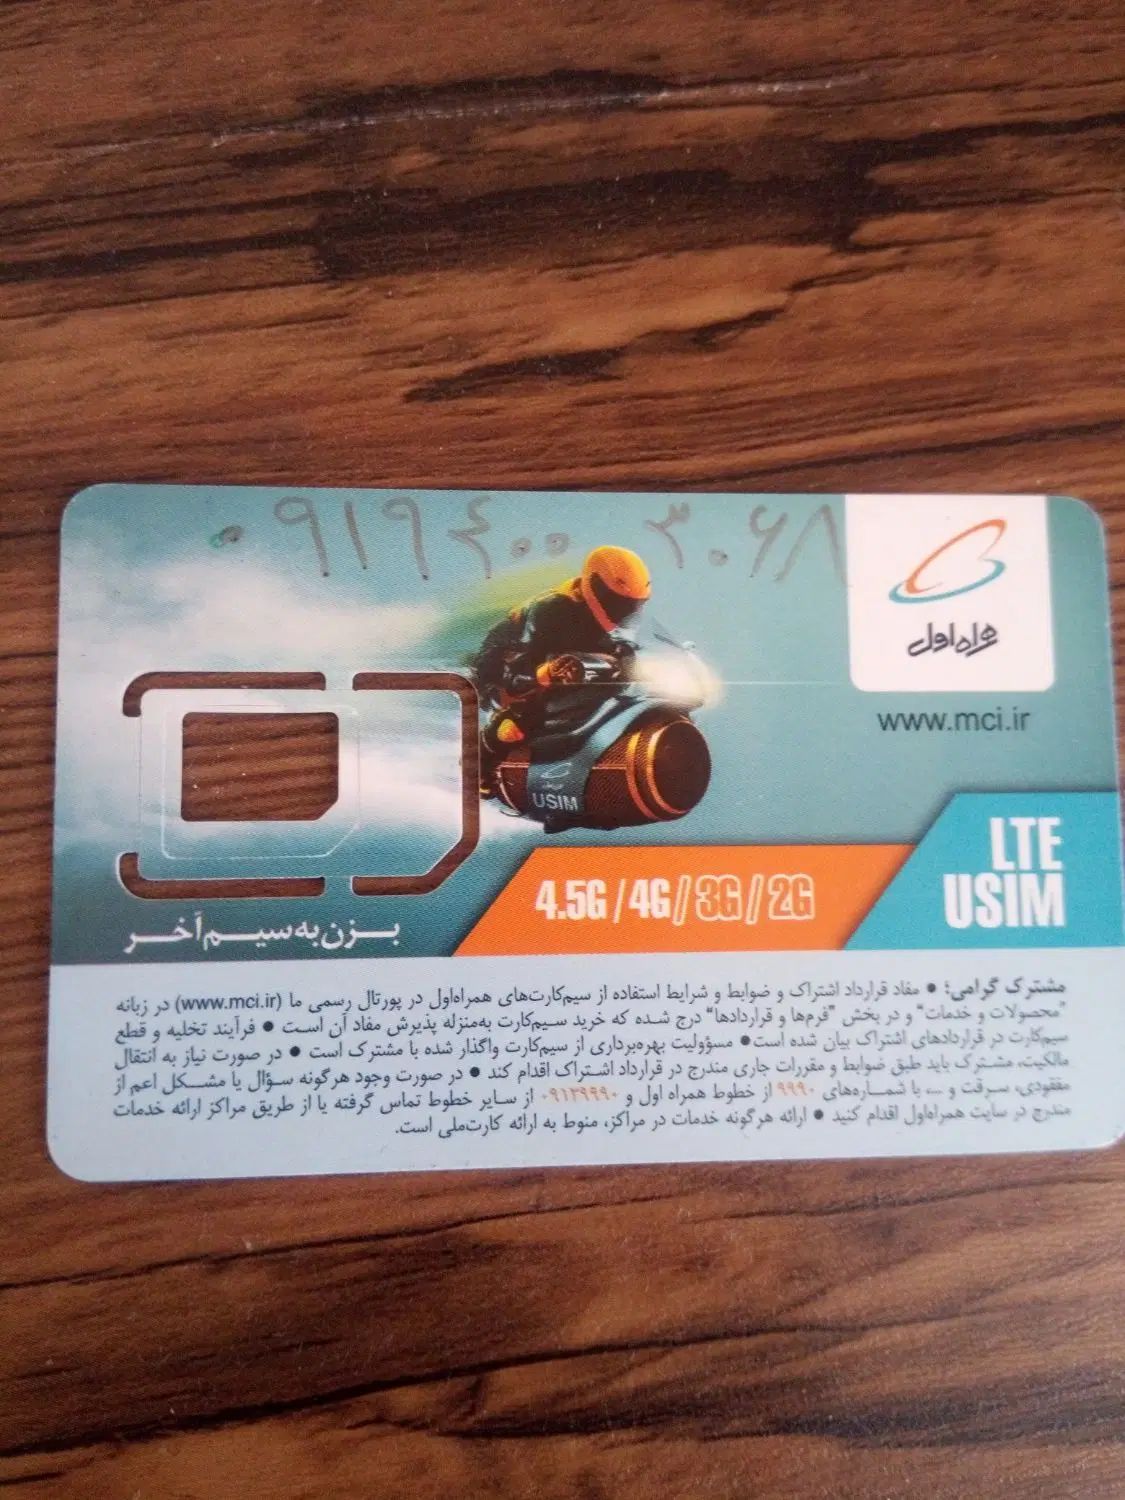 ۰۹۱۹۴۰۰ ۳۰۶۸
همراه اول
www.mci.ir
USIM
LTE
USIM
4.5G / 4G / 3G / 2G
بزن به سیم آخر
مشترک گرامی؛ • مفاد قرارداد اشتراک و ضوابط و شرایط استفاده از سیم‌کارت‌های همراه‌اول در پورتال رسمی ما (www.mci.ir) در زبانه
"محصولات و خدمات" و در بخش "فرم‌ها و قراردادها" درج شده که خرید سیم‌کارت به‌منزله پذیرش مفاد آن است • فرآیند تخلیه و قطع
سیم‌کارت در قراردادهای اشتراک بیان شده است • مسؤولیت بهره‌برداری از سیم‌کارت واگذار شده با مشترک است • در صورت نیاز به انتقال
مالکیت، مشترک باید طبق ضوابط و مقررات جاری مندرج در قرارداد اشتراک اقدام کند • در صورت وجود هرگونه سؤال یا مشکل اعم از
مفقودی، سرقت و ... با شماره‌های ۹۹۹۰ از خطوط همراه اول و ۰۹۱۲۹۹۹۰ از سایر خطوط تماس گرفته یا از طریق مراکز ارائه خدمات
مندرج در سایت همراه‌اول اقدام کنید • ارائه هرگونه خدمات در مراکز، منوط به ارائه کارت‌ملی است.